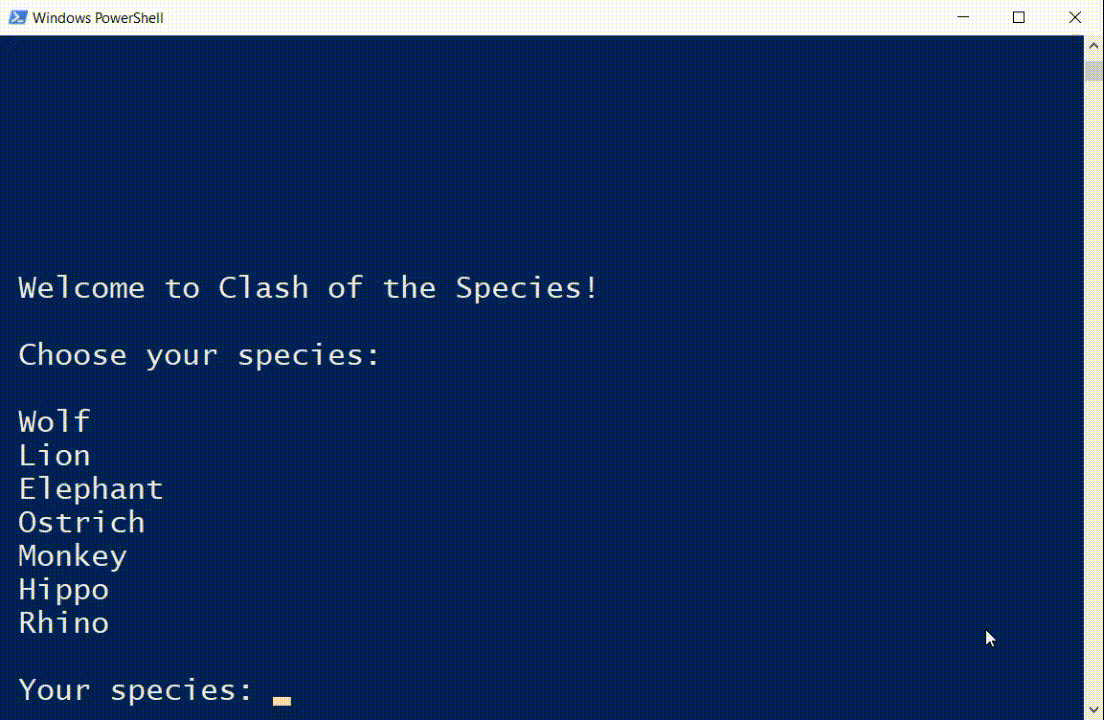 Windows PowerShell
Welcome to Clash of the Species!
Choose your species:
Wolf
Lion
Elephant
Ostrich
Monkey
Hippo
Rhino
Your species: